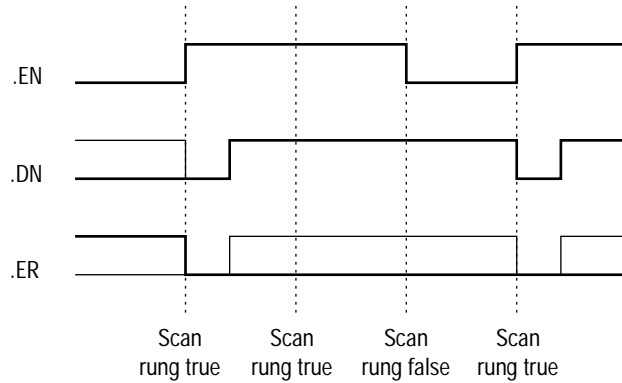 .EN
.DN
.ER
Scan
rung true
Scan
rung true
Scan
rung false
Scan
rung true